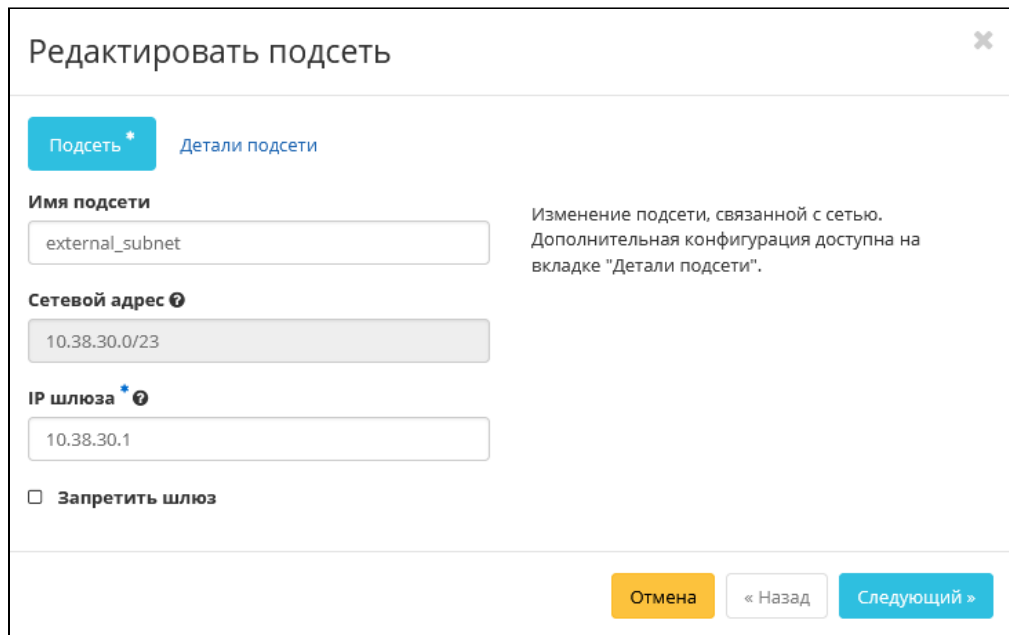 Редактировать подсеть
×
Подсеть *
Детали подсети
Имя подсети
external_subnet
Изменение подсети, связанной с сетью.
Дополнительная конфигурация доступна на
вкладке "Детали подсети".
Сетевой адрес ?
10.38.30.0/23
IP шлюза * ?
10.38.30.1
Запретить шлюз
Отмена
« Назад
Следующий »